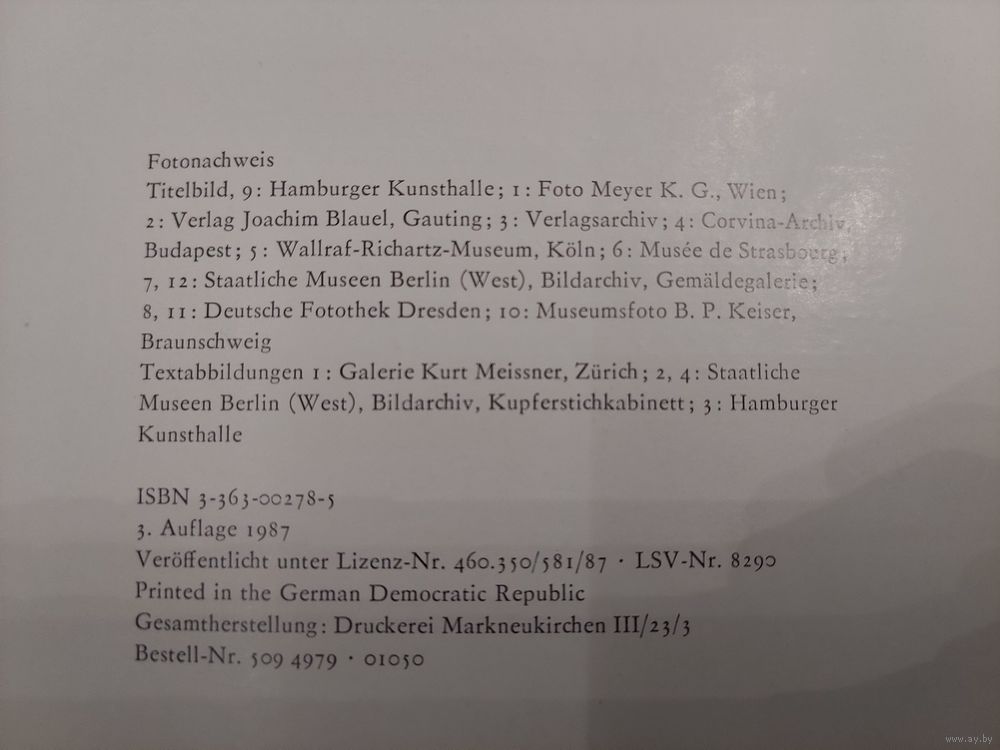 Fotonachweis
Titelbild, 9: Hamburger Kunsthalle; 1: Foto Meyer K. G., Wien;
2: Verlag Joachim Blauel, Gauting; 3: Verlagsarchiv; 4: Corvina-Archiv,
Budapest; 5: Wallraf-Richartz-Museum, Köln; 6: Musée de Strasbourg;
7, 12: Staatliche Museen Berlin (West), Bildarchiv, Gemäldegalerie;
8, 11: Deutsche Fotothek Dresden; 10: Museumsfoto B. P. Keiser,
Braunschweig
Textabbildungen 1: Galerie Kurt Meissner, Zürich; 2, 4: Staatliche
Museen Berlin (West), Bildarchiv, Kupferstichkabinett; 3: Hamburger
Kunsthalle
ISBN 3-363-00278-5
3. Auflage 1987
Veröffentlicht unter Lizenz-Nr. 460.350/581/87 · LSV-Nr. 8290
Printed in the German Democratic Republic
Gesamtherstellung: Druckerei Markneukirchen III/23/3
Bestell-Nr. 509 4979 · 01050
www.ay.by